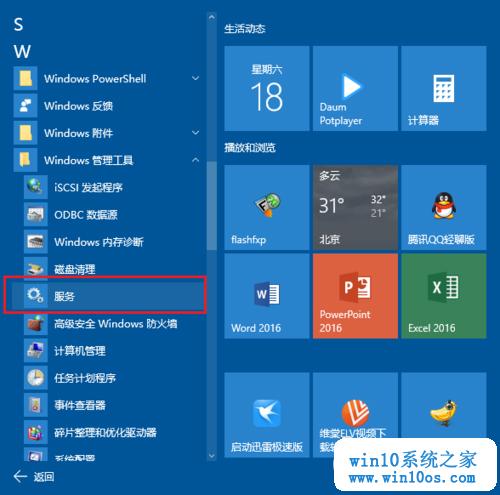 S
W
Windows PowerShell
Windows 反馈
Windows 附件
Windows 管理工具
iSCSI 发起程序
ODBC 数据源
Windows 内存诊断
磁盘清理
服务
高级安全 Windows 防火墙
计算机管理
任务计划程序
事件查看器
碎片整理和优化驱动器
系统配置
返回
生活动态
星期六
18
Daum
Potplayer
计算器
播放和浏览
flashfxp
多云
31°
32°
21°
北京
腾讯QQ轻聊版
Word 2016
PowerPoint
2016
Excel 2016
启动迅雷极速版
维棠FLV视频下
win10系统之家
www.win10os.com